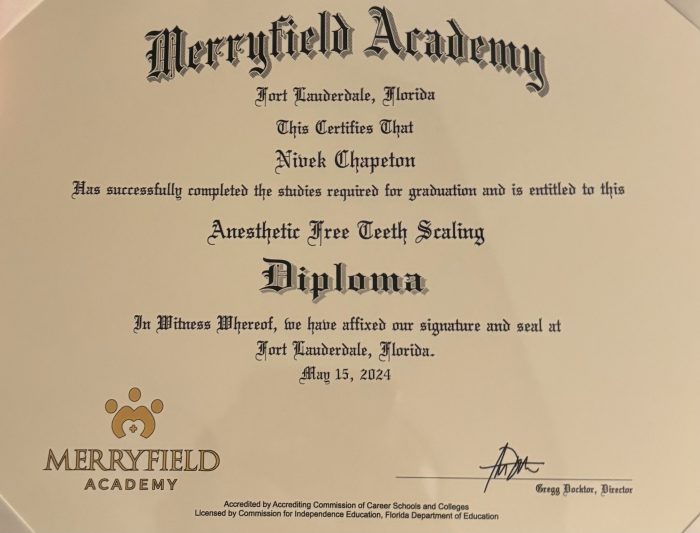 Merryfield Academy
Fort Lauderdale, Florida
This Certifies That
Nivek Chapeton
Has successfully completed the studies required for graduation and is entitled to this
Anesthetic Free Teeth Scaling
Diploma
In Witness Whereof, we have affixed our signature and seal at
Fort Lauderdale, Florida.
May 15, 2024
MERRYFIELD
ACADEMY
Gregg Docktor, Director
Accredited by Accrediting Commission of Career Schools and Colleges
Licensed by Commission for Independence Education, Florida Department of Education